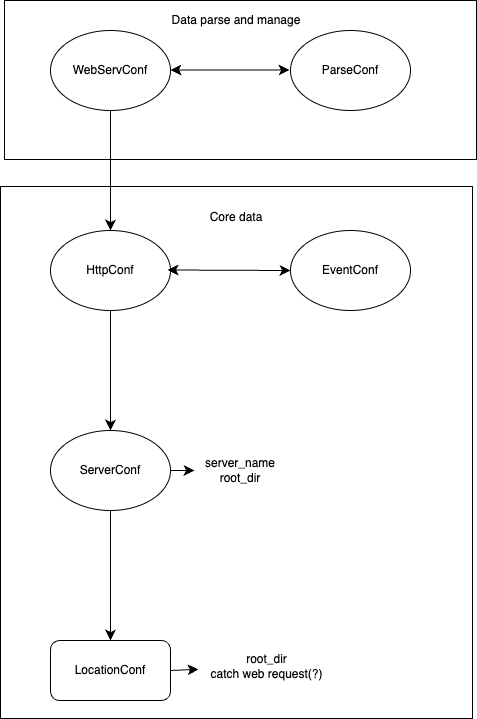 Data parse and manage
WebServConf
ParseConf
Core data
HttpConf
EventConf
ServerConf
server_name
root_dir
LocationConf
root_dir
catch web request(?)